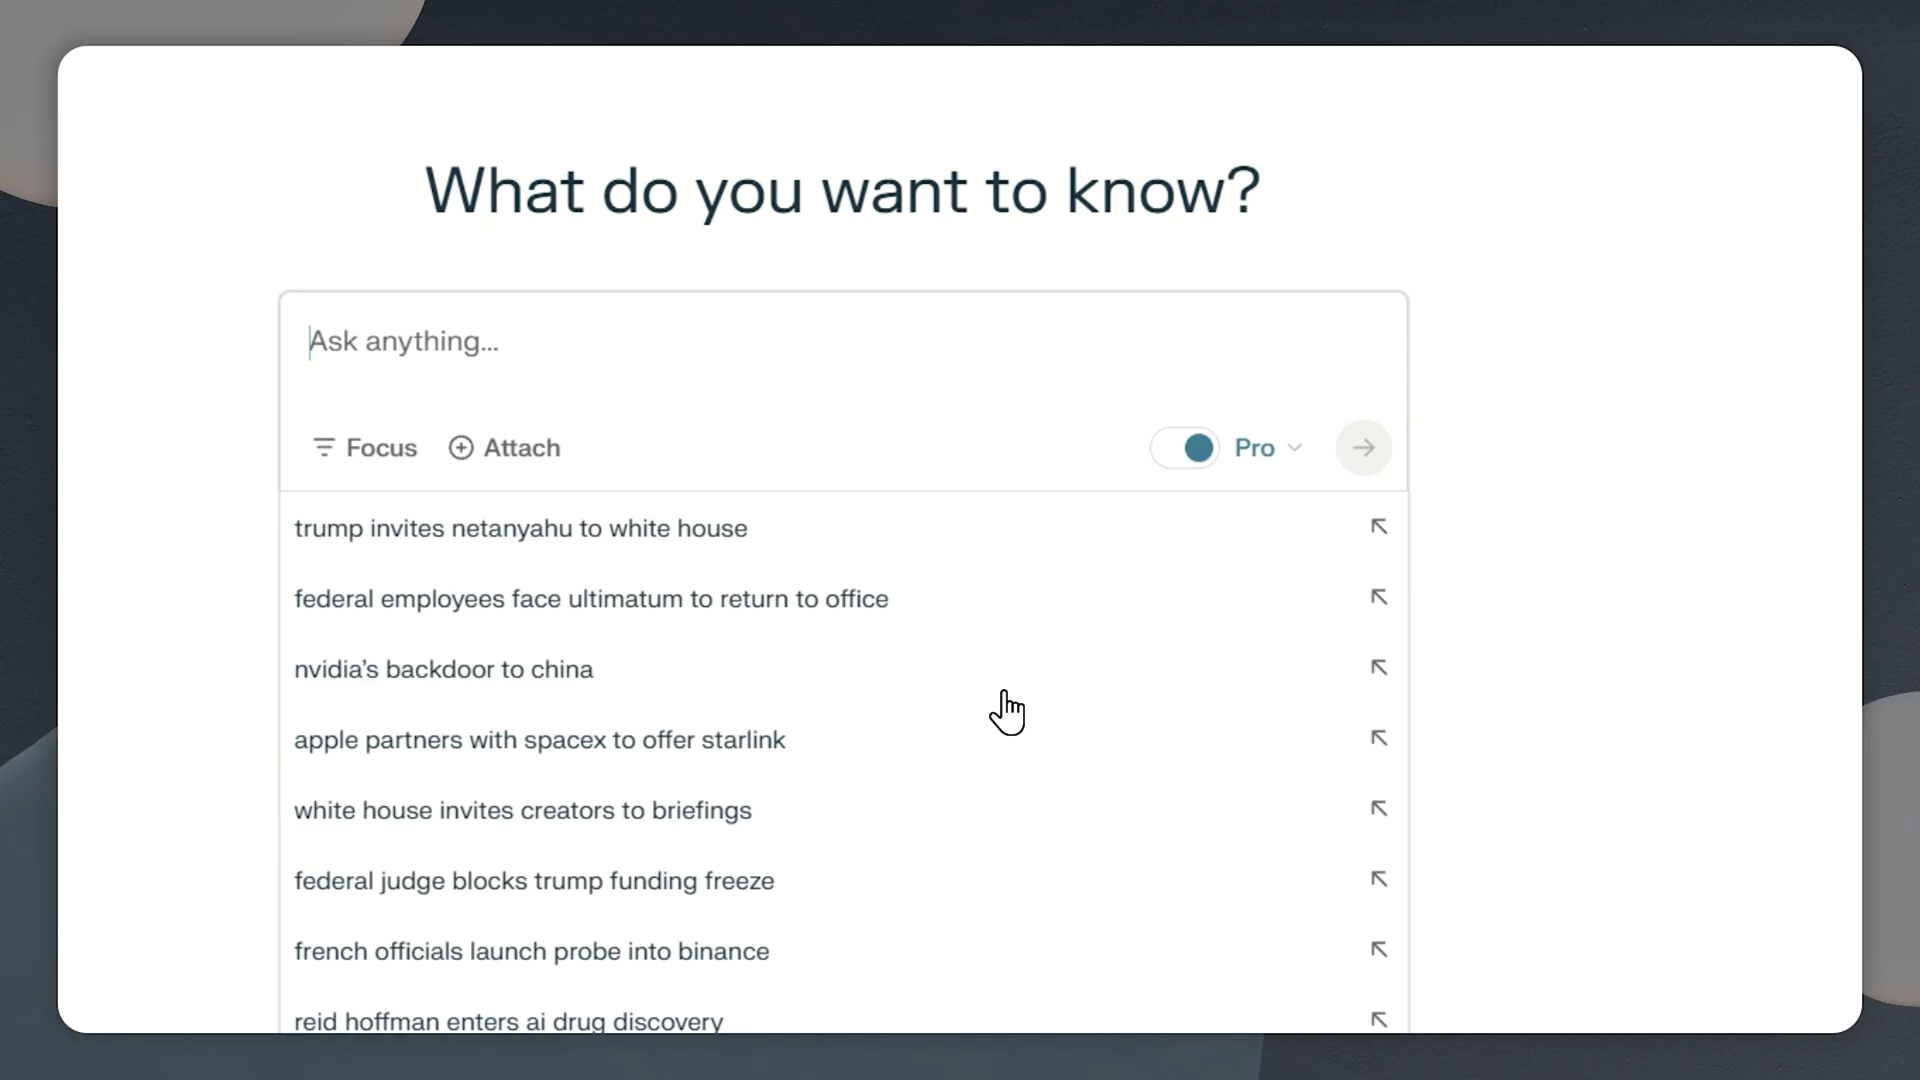 What do you want to know?
Ask anything...
Focus
Attach
Pro
trump invites netanyahu to white house
federal employees face ultimatum to return to office
nvidia's backdoor to china
apple partners with spacex to offer starlink
white house invites creators to briefings
federal judge blocks trump funding freeze
french officials launch probe into binance
reid hoffman enters ai drug discovery